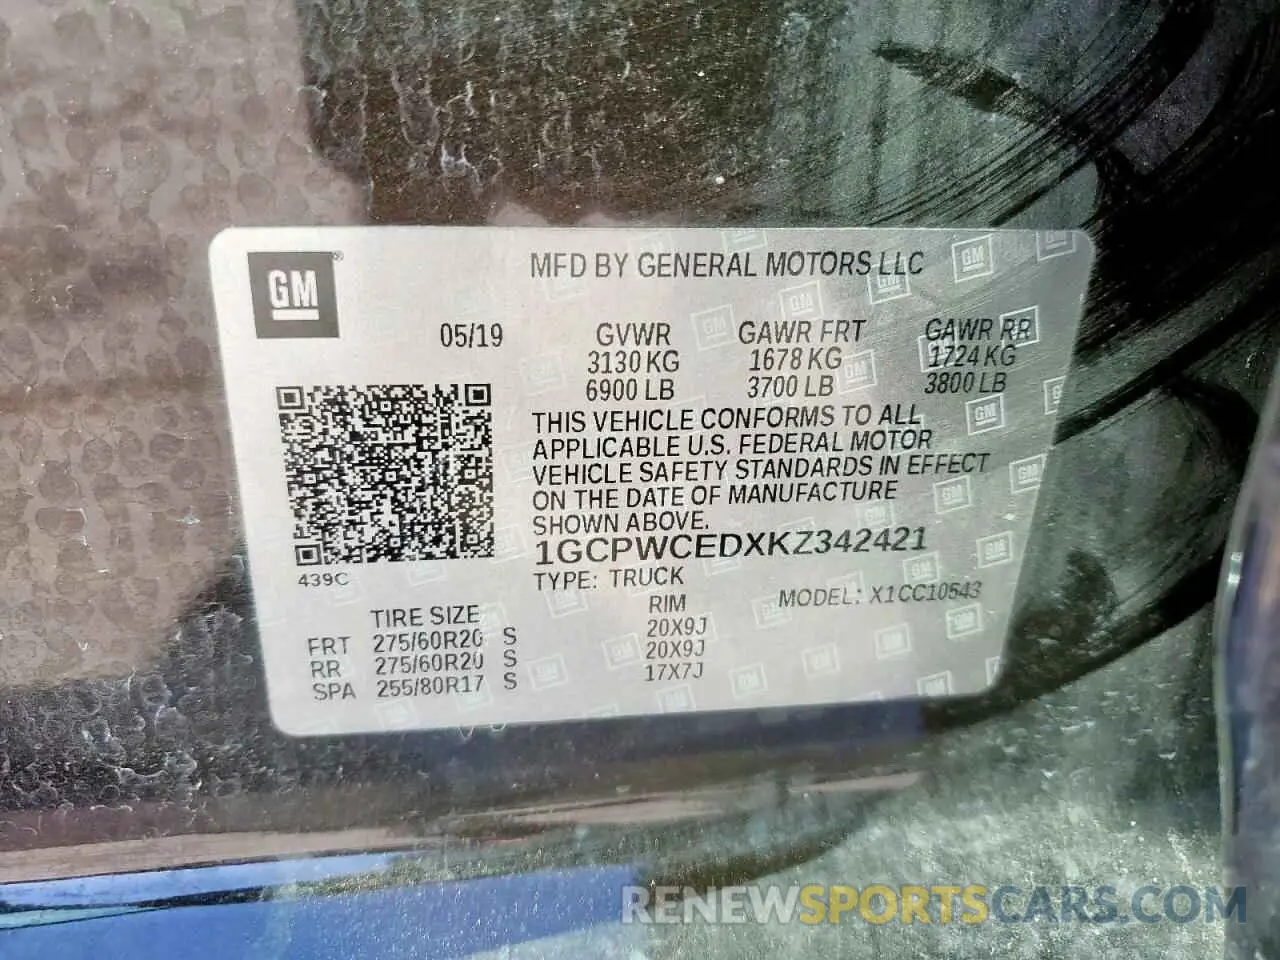 GM®
MFD BY GENERAL MOTORS LLC
05/19 GVWR GAWR FRT GAWR RR
3130 KG 1678 KG 1724 KG
6900 LB 3700 LB 3800 LB
THIS VEHICLE CONFORMS TO ALL
APPLICABLE U.S. FEDERAL MOTOR
VEHICLE SAFETY STANDARDS IN EFFECT
ON THE DATE OF MANUFACTURE
SHOWN ABOVE.
1GCPWCEDXKZ342421
439C
TYPE: TRUCK
MODEL: X1CC10543
TIRE SIZE RIM
FRT 275/60R20 S 20X9J
RR 275/60R20 S 20X9J
SPA 255/80R17 S 17X7J
RENEWSPORTSCARS.COM